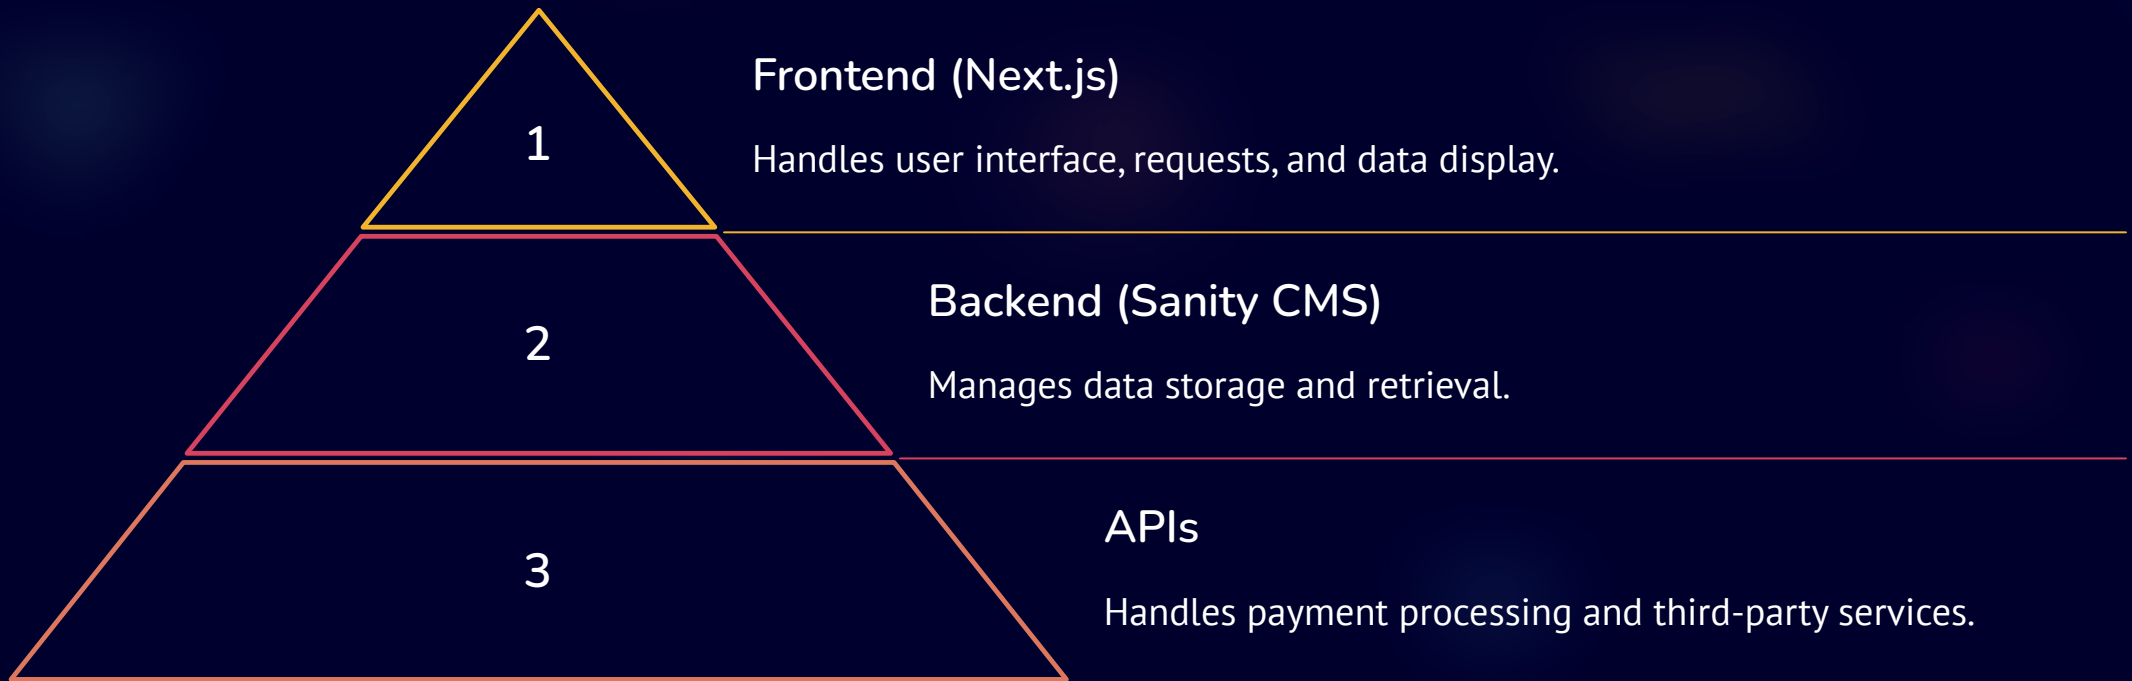 1
Frontend (Next.js)
Handles user interface, requests, and data display.
2
Backend (Sanity CMS)
Manages data storage and retrieval.
3
APIs
Handles payment processing and third-party services.